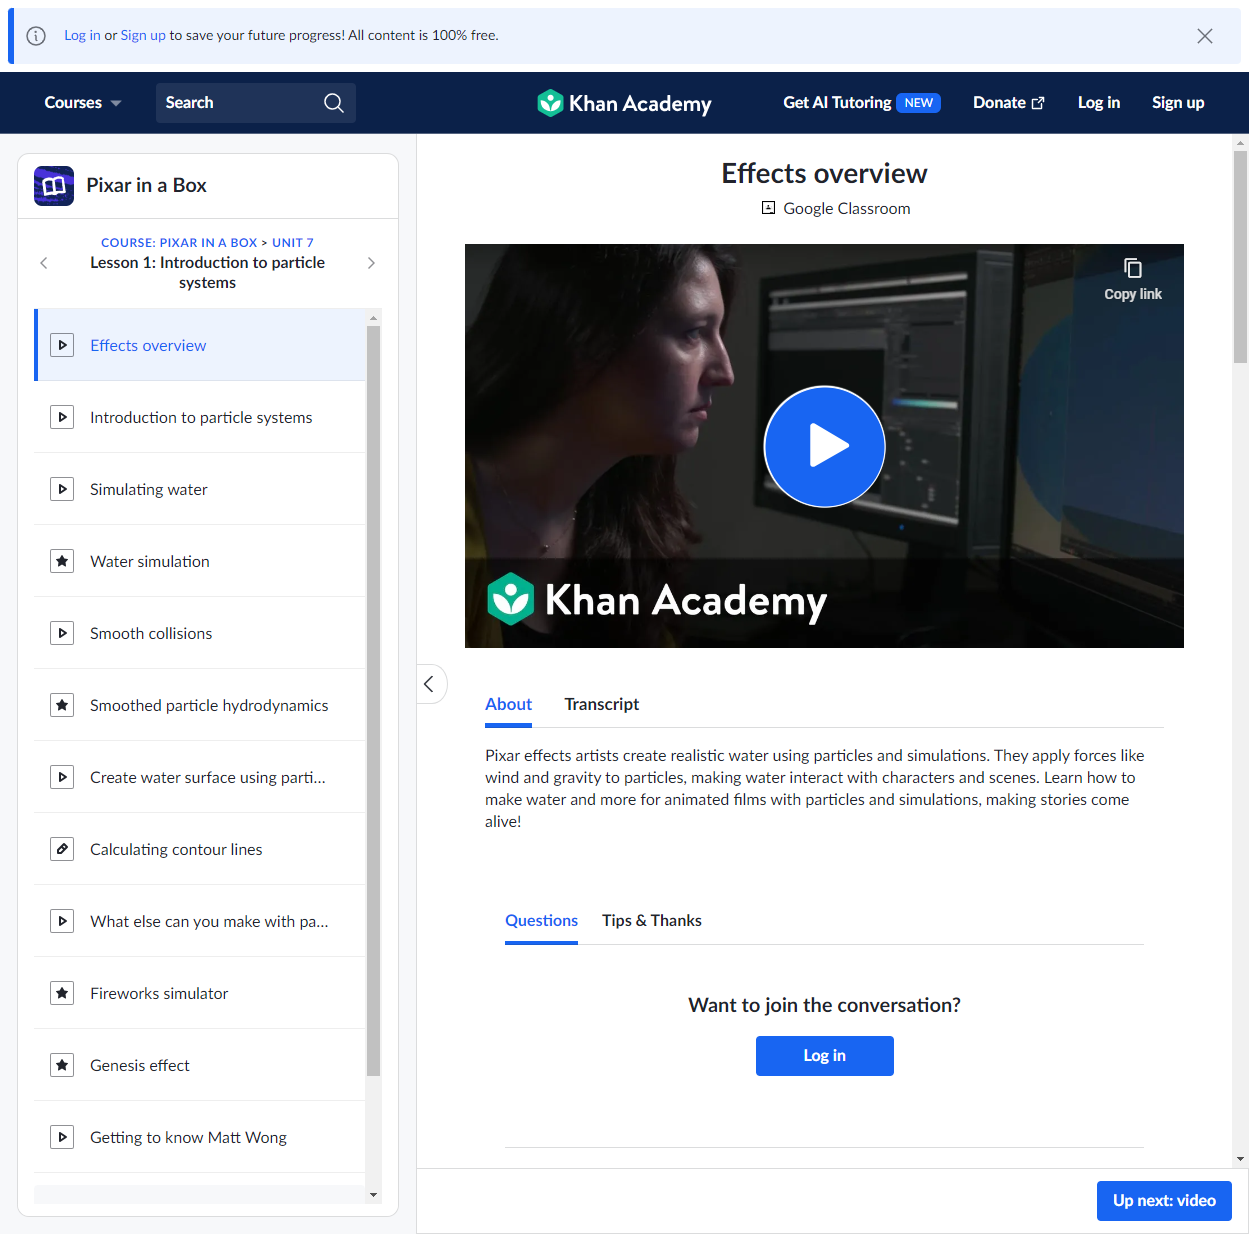 Log in or Sign up to save your future progress! All content is 100% free.
Courses
Search
Khan Academy
Get AI Tutoring NEW
Donate
Log in
Sign up
Pixar in a Box
COURSE: PIXAR IN A BOX > UNIT 7
Lesson 1: Introduction to particle
systems
Effects overview
Introduction to particle systems
Simulating water
Water simulation
Smooth collisions
Smoothed particle hydrodynamics
Create water surface using parti...
Calculating contour lines
What else can you make with pa...
Fireworks simulator
Genesis effect
Getting to know Matt Wong
Effects overview
Google Classroom
Copy link
Khan Academy
About
Transcript
Pixar effects artists create realistic water using particles and simulations. They apply forces like
wind and gravity to particles, making water interact with characters and scenes. Learn how to
make water and more for animated films with particles and simulations, making stories come
alive!
Questions
Tips & Thanks
Want to join the conversation?
Log in
Up next: video